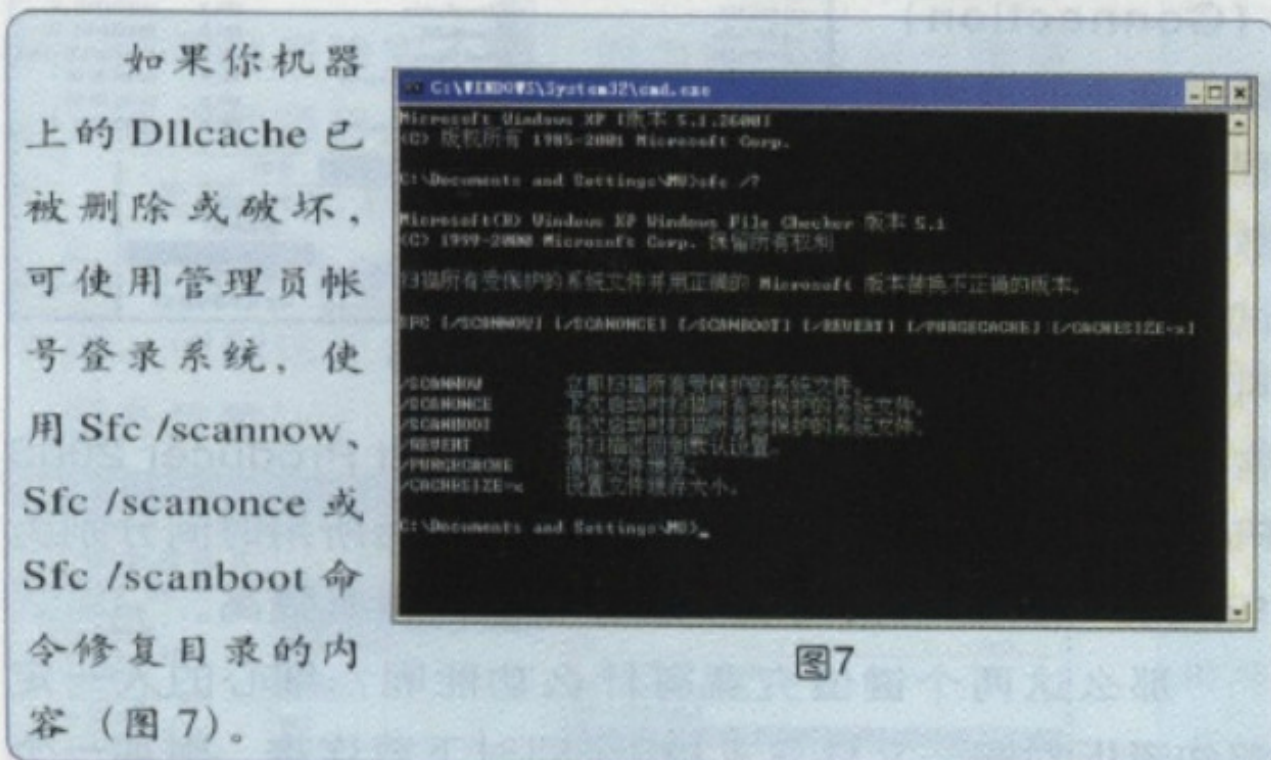 如果你机器
上的 Dllcache 已
被删除或破坏,
可使用管理员帐
号登录系统, 使
用 Sfc /scannow、
Sfc /scanonce 或
Sfc /scanboot 命
令修复目录的内
容 (图 7)。
C:\WINDOWS\System32\cmd.exe
Microsoft Windows XP [版本 5.1.2600]
(C) 版权所有 1985-2001 Microsoft Corp.
C:\Documents and Settings\MU>sfc /?
Microsoft(R) Windows XP Windows File Checker 版本 5.1
(C) 1999-2000 Microsoft Corp. 保留所有权利
扫描所有受保护的系统文件并用正确的 Microsoft 版本替换不正确的版本。
SFC [/SCANNOW] [/SCANONCE] [/SCANBOOT] [/REVERT] [/PURGECACHE] [/CACHESIZE=x]
/SCANNOW 立即扫描所有受保护的系统文件。
/SCANONCE 下次启动时扫描所有受保护的系统文件。
/SCANBOOT 每次启动时扫描所有受保护的系统文件。
/REVERT 将扫描返回到默认设置。
/PURGECACHE 清除文件缓存。
/CACHESIZE=x 设置文件缓存大小。
C:\Documents and Settings\MU>_
图7